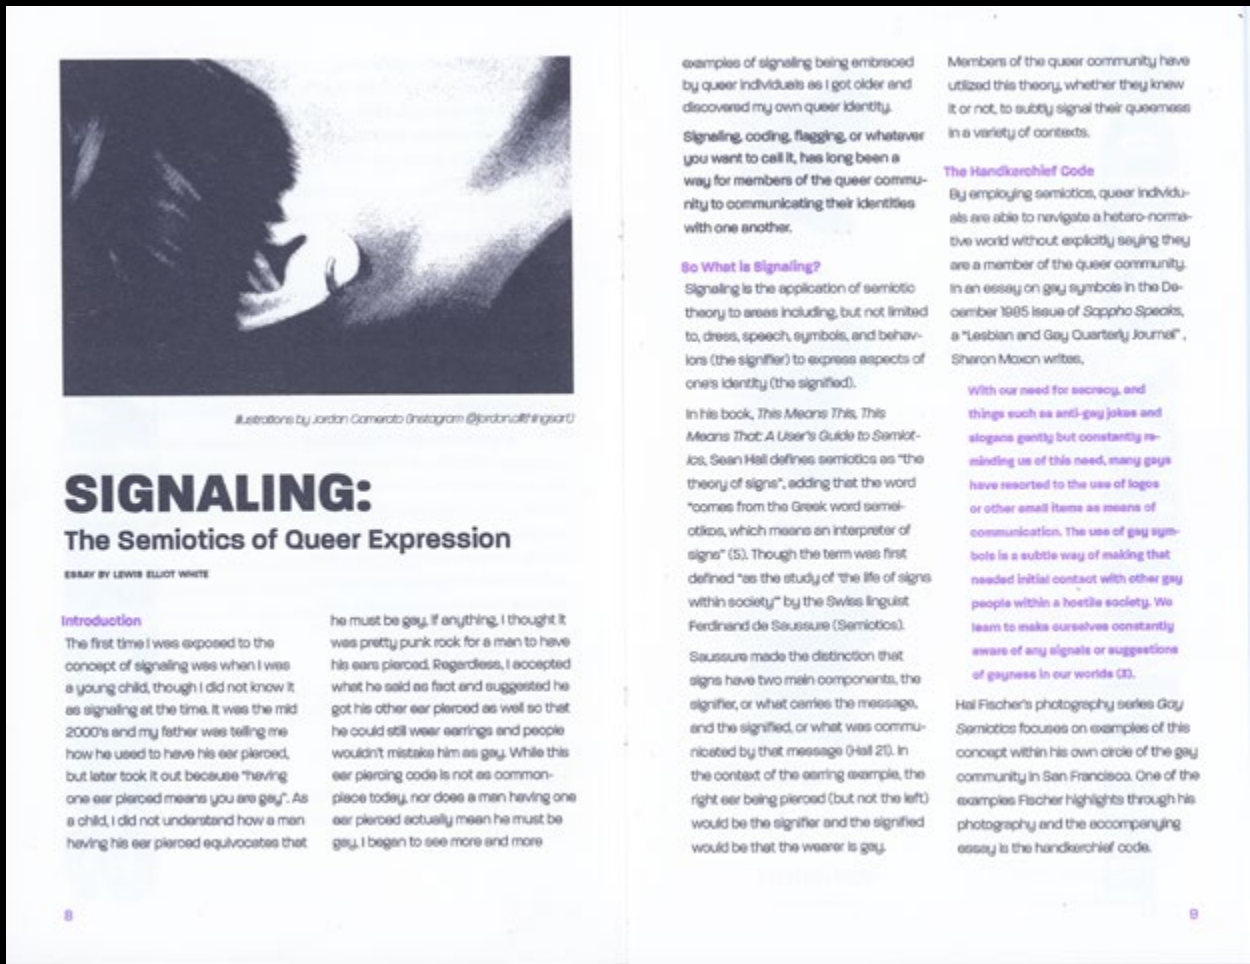 Illustrations by Jordan Camerato (Instagram @jordan.allthingsart)
SIGNALING:
The Semiotics of Queer Expression
ESSAY BY LEWIS ELLIOT WHITE
Introduction
The first time I was exposed to the
concept of signaling was when I was
a young child, though I did not know it
as signaling at the time. It was the mid
2000's and my father was telling me
how he used to have his ear pierced,
but later took it out because "having
one ear pierced means you are gay". As
a child, I did not understand how a man
having his ear pierced equivocates that
he must be gay, if anything, I thought it
was pretty punk rock for a man to have
his ears pierced. Regardless, I accepted
what he said as fact and suggested he
got his other ear pierced as well so that
he could still wear earrings and people
wouldn't mistake him as gay. While this
ear piercing code is not as common-
place today, nor does a man having one
ear pierced actually mean he must be
gay, I began to see more and more
8
examples of signaling being embraced
by queer individuals as I got older and
discovered my own queer identity.
Signaling, coding, flagging, or whatever
you want to call it, has long been a
way for members of the queer commu-
nity to communicating their identities
with one another.
So What is Signaling?
Signaling is the application of semiotic
theory to areas including, but not limited
to, dress, speech, symbols, and behav-
iors (the signifier) to express aspects of
one's identity (the signified).
In his book, This Means This, This
Means That: A User's Guide to Semiot-
ics, Sean Hall defines semiotics as "the
theory of signs", adding that the word
"comes from the Greek word semei-
otikos, which means an interpreter of
signs" (5). Though the term was first
defined "as the study of 'the life of signs
within society'" by the Swiss linguist
Ferdinand de Saussure (Semiotics).
Saussure made the distinction that
signs have two main components, the
signifier, or what carries the message,
and the signified, or what was commu-
nicated by that message (Hall 21). In
the context of the earring example, the
right ear being pierced (but not the left)
would be the signifier and the signified
would be that the wearer is gay.
Members of the queer community have
utilized this theory, whether they knew
it or not, to subtly signal their queerness
in a variety of contexts.
The Handkerchief Code
By employing semiotics, queer individu-
als are able to navigate a hetero-norma-
tive world without explicitly saying they
are a member of the queer community.
In an essay on gay symbols in the De-
cember 1985 issue of Sappho Speaks,
a "Lesbian and Gay Quarterly Journal" ,
Sharon Moxon writes,
With our need for secrecy, and
things such as anti-gay jokes and
slogans gently but constantly re-
minding us of this need, many gays
have resorted to the use of logos
or other small items as means of
communication. The use of gay sym-
bols is a subtle way of making that
needed initial contact with other gay
people within a hostile society. We
learn to make ourselves constantly
aware of any signals or suggestions
of gayness in our worlds (3).
Hal Fischer's photography series Gay
Semiotics focuses on examples of this
concept within his own circle of the gay
community in San Francisco. One of the
examples Fischer highlights through his
photography and the accompanying
essay is the handkerchief code.
9